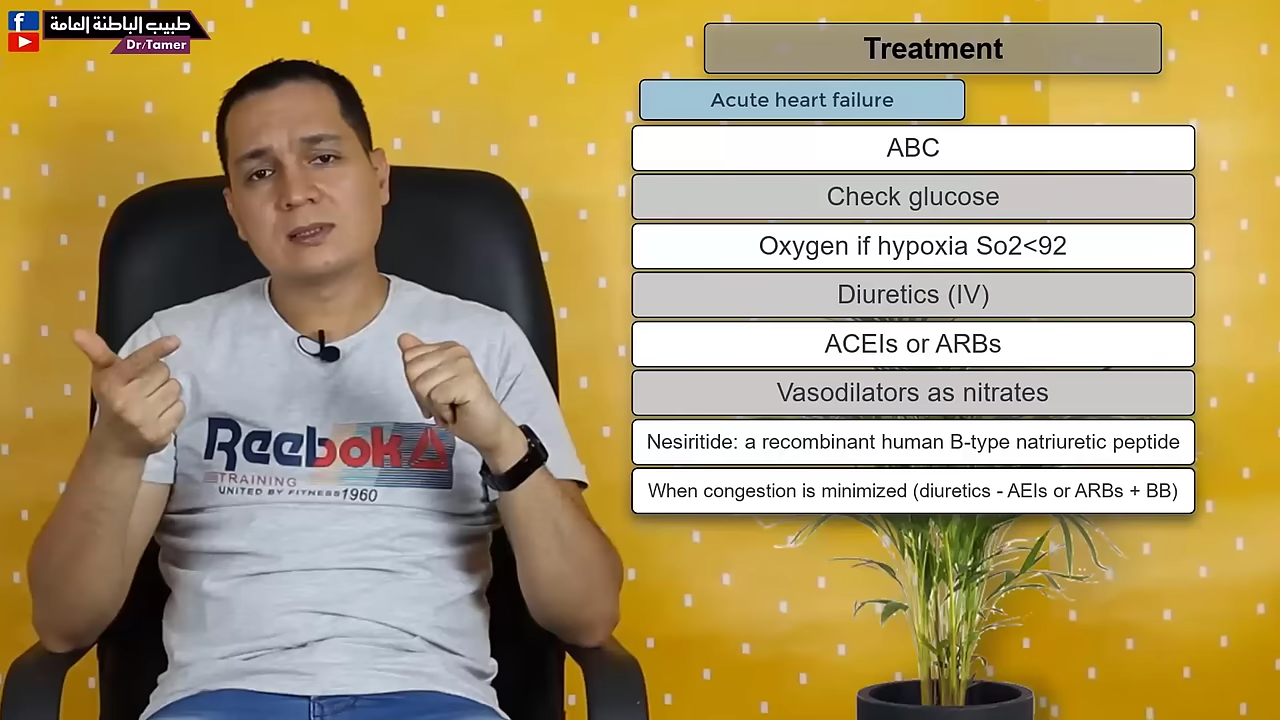 طبيب الباطنة العامة
Dr/Tamer
Treatment
Acute heart failure
ABC
Check glucose
Oxygen if hypoxia So2<92
Diuretics (IV)
ACEIs or ARBs
Vasodilators as nitrates
Nesiritide: a recombinant human B-type natriuretic peptide
When congestion is minimized (diuretics - AEIs or ARBs + BB)
Reebok
TRAINING
UNITED BY FITNESS 1960